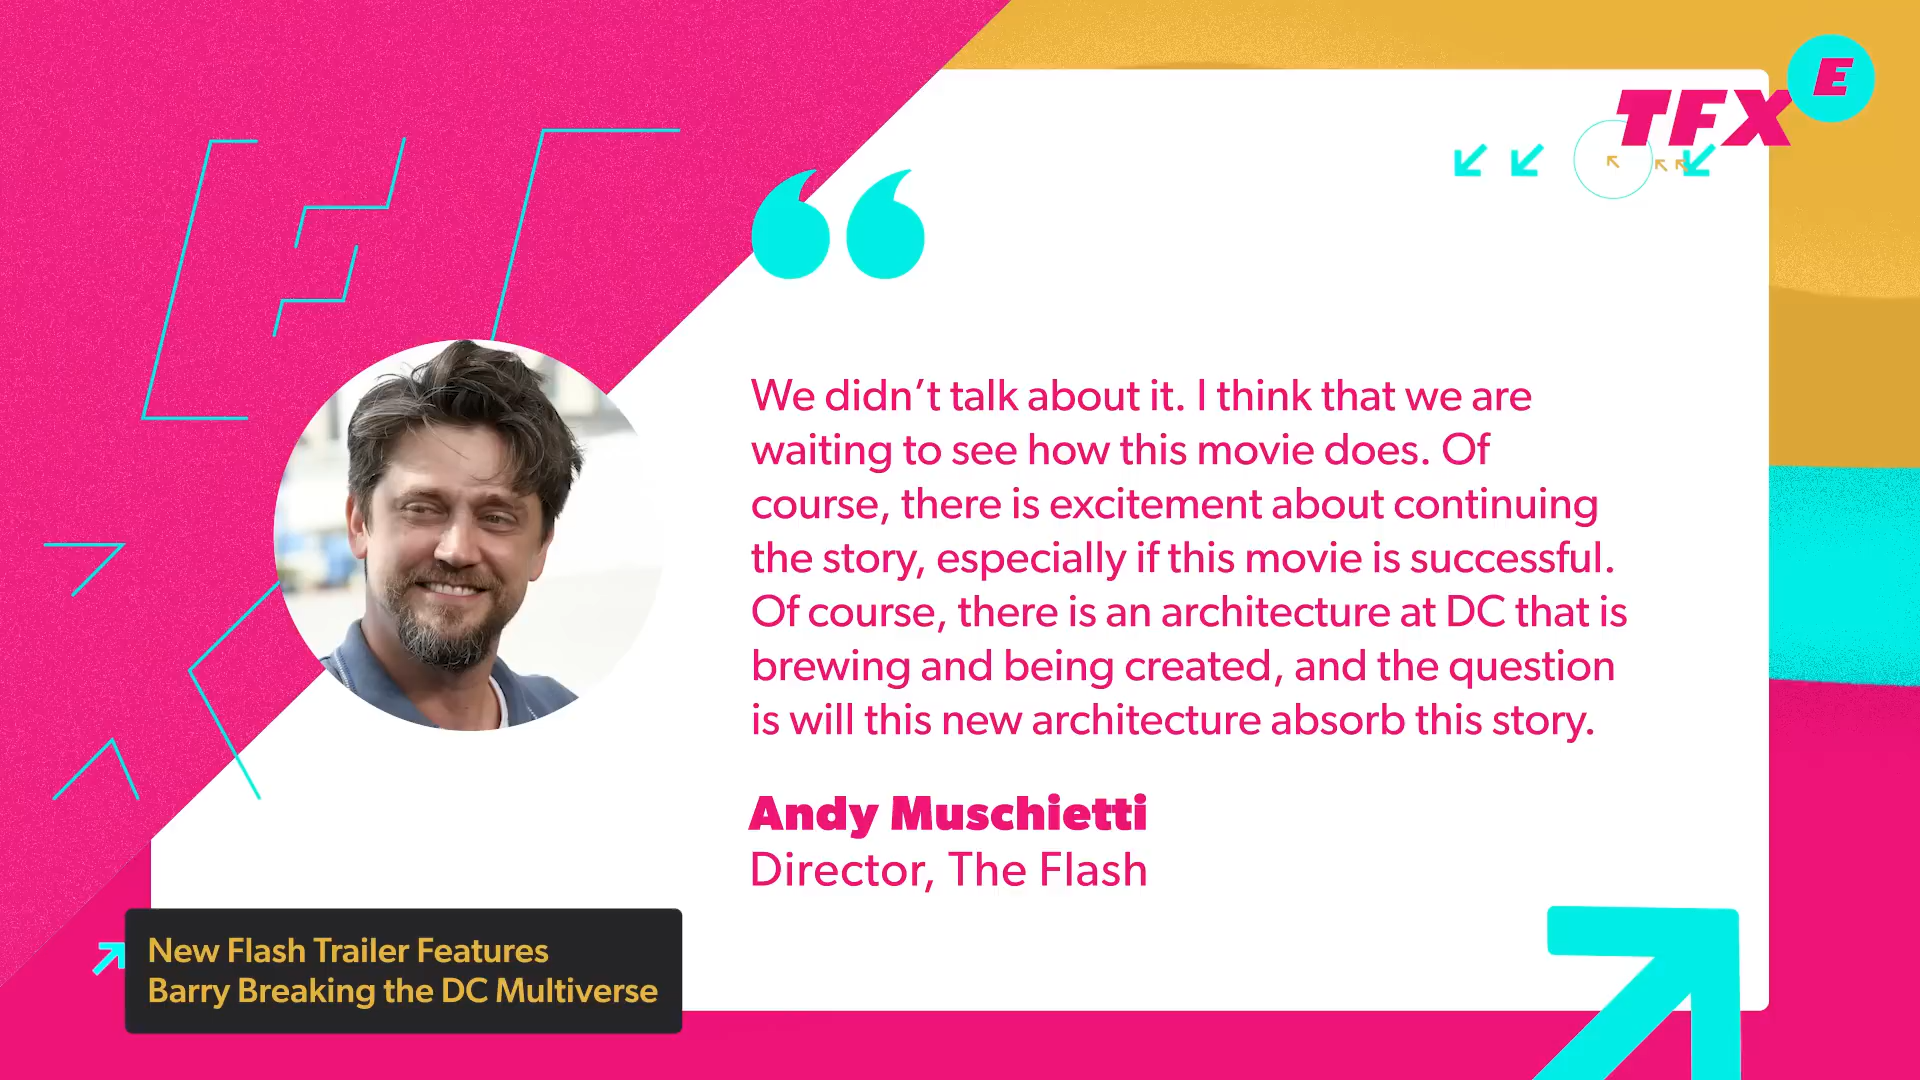 TFX E
We didn't talk about it. I think that we are
waiting to see how this movie does. Of
course, there is excitement about continuing
the story, especially if this movie is successful.
Of course, there is an architecture at DC that is
brewing and being created, and the question
is will this new architecture absorb this story.
Andy Muschietti
Director, The Flash
New Flash Trailer Features
Barry Breaking the DC Multiverse